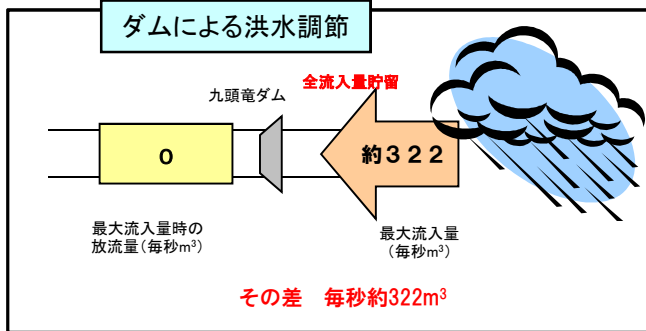 ダムによる洪水調節
九頭竜ダム
全流入量貯留
0
約322
最大流入量時の
放流量(毎秒m³)
最大流入量
(毎秒m³)
その差 毎秒約322m³